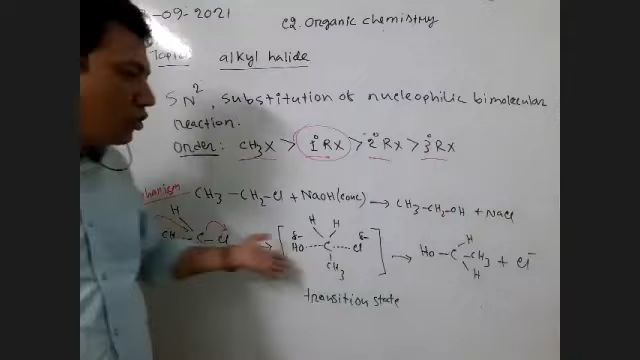 -09-2021
C2. Organic chemistry
Topic: alkyl halide
SN², substitution of nucleophilic bimolecular
reaction.
Order: CH₃X > 1° RX > 2° RX > 3° RX
CH₃ — CH₂ – Cl + NaOH (conc) → CH₃ – CH₂ – OH + NaCl
H H H H
CH – C – Cl → [ δ- HO ···· C ···· Cl δ- ] → HO – C – CH₃ + Cl⁻
CH₃ H
transition state